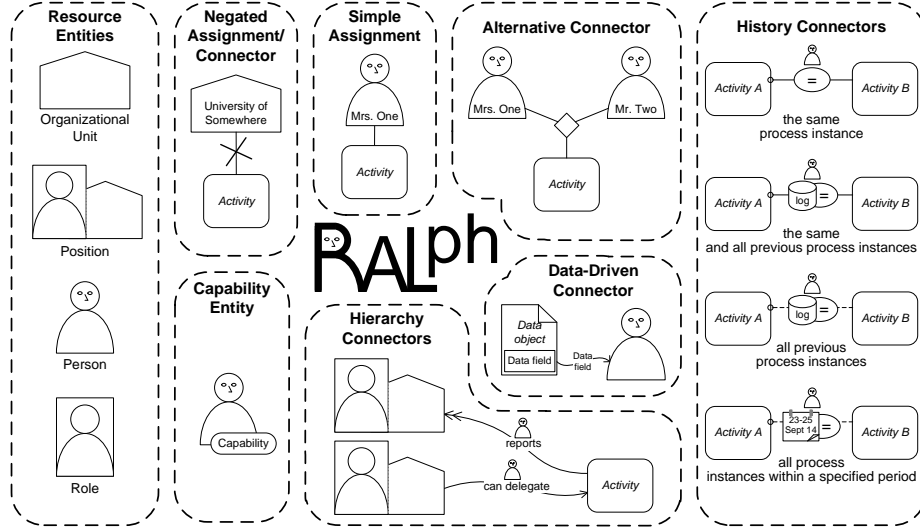 Resource
Entities
Organizational
Unit
Position
Person
Role
Negated
Assignment/
Connector
University of
Somewhere
Activity
Capability
Entity
Capability
Simple
Assignment
Mrs. One
Activity
RALph
Hierarchy
Connectors
reports
can delegate
Activity
Alternative Connector
Mrs. One
Mr. Two
Activity
Data-Driven
Connector
Data
object
Data field
Data
field
History Connectors
Activity A
=
Activity B
the same
process instance
Activity A
log
=
Activity B
the same
and all previous process instances
Activity A
log
=
Activity B
all previous
process instances
Activity A
23-25
Sept 14
=
Activity B
all process
instances within a specified period